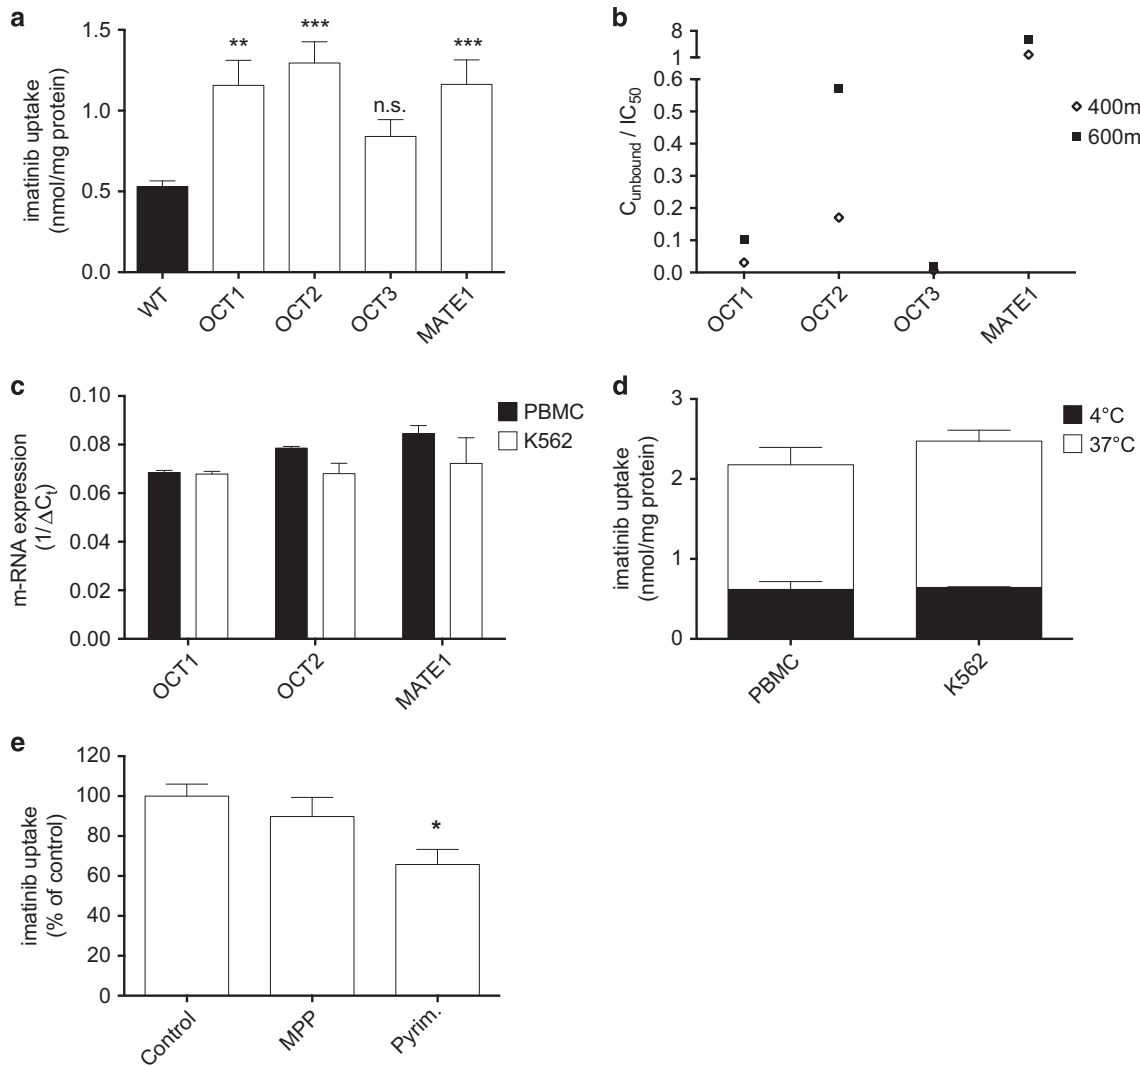 a
imatinib uptake
(nmol/mg protein)
1.5
1.0
0.5
0.0
**
***
n.s.
***
WT
OCT1
OCT2
OCT3
MATE1
b
C_unbound / IC_50
8
1
0.6
0.5
0.4
0.3
0.2
0.1
0.0
400m
600m
OCT1
OCT2
OCT3
MATE1
c
m-RNA expression
(1/ΔC_t)
0.10
0.08
0.06
0.04
0.02
0.00
PBMC
K562
OCT1
OCT2
MATE1
d
imatinib uptake
(nmol/mg protein)
3
2
1
0
4°C
37°C
PBMC
K562
e
imatinib uptake
(% of control)
120
100
80
60
40
20
0
*
Control
MPP
Pyrim.